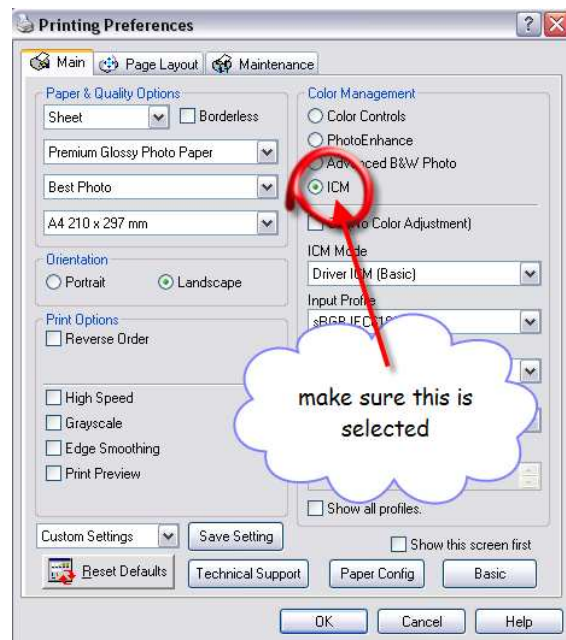 Printing Preferences
Main
Page Layout
Maintenance
Paper & Quality Options
Sheet
Borderless
Premium Glossy Photo Paper
Best Photo
A4 210 x 297 mm
Orientation
Portrait
Landscape
Print Options
Reverse Order
High Speed
Grayscale
Edge Smoothing
Print Preview
Custom Settings
Save Setting
Reset Defaults
Technical Support
Color Management
Color Controls
PhotoEnhance
Advanced B&W Photo
ICM
Color Adjustment)
ICM Mode
Driver ICM (Basic)
Input Profile
make sure this is
selected
Show all profiles.
Show this screen first
Paper Config
Basic
OK
Cancel
Help